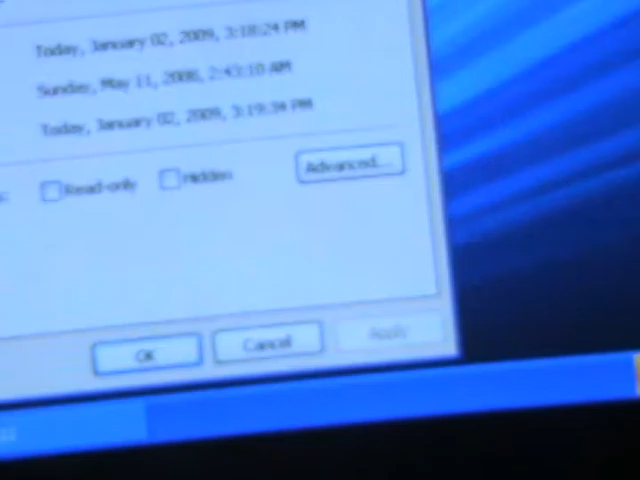 Today, January 02, 2009, 3:18:24 PM
Sunday, May 11, 2008, 2:43:10 AM
Today, January 02, 2009, 3:19:34 PM
Read-only Hidden Advanced...
OK Cancel Apply